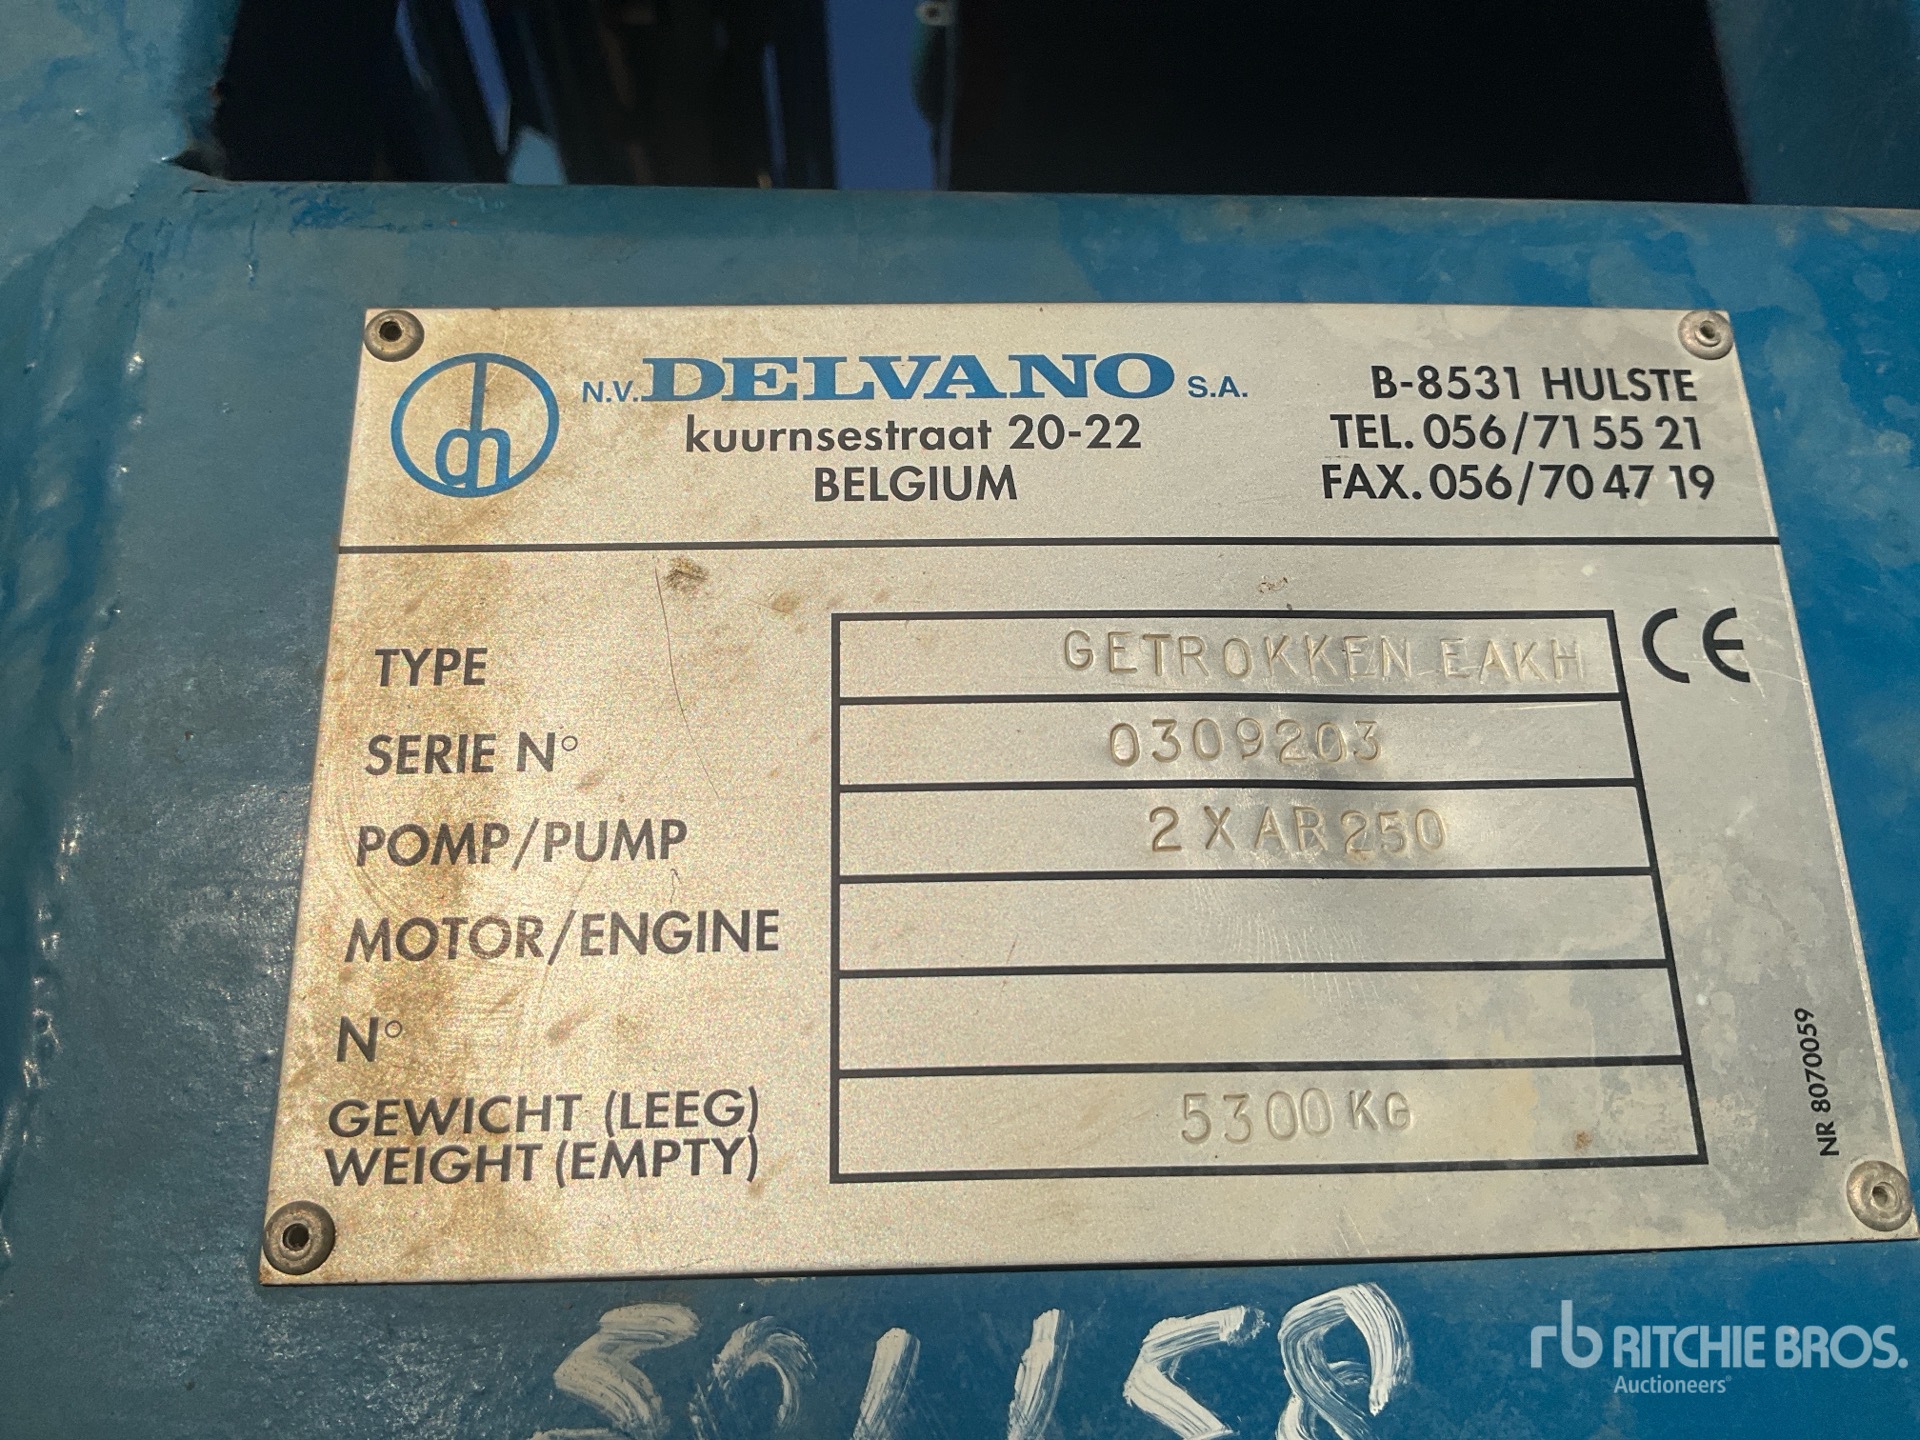 N.V. DELVANO S.A.
kuurnsestraat 20-22
BELGIUM
B-8531 HULSTE
TEL. 056/71 55 21
FAX. 056/70 47 19
CE
TYPE GETROKKEN EAKH
SERIE N° 0309203
POMP/PUMP 2 X AR 250
MOTOR/ENGINE
N°
GEWICHT (LEEG)
WEIGHT (EMPTY) 5300 KG
NR 8070059
rb RITCHIE BROS.
Auctioneers